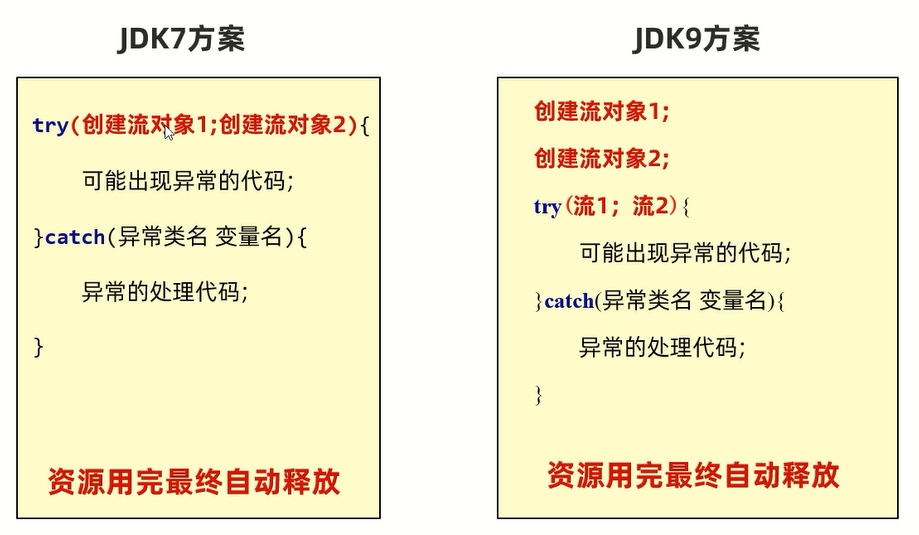 JDK7方案
try(创建流对象1;创建流对象2){
可能出现异常的代码;
}catch(异常类名 变量名){
异常的处理代码;
}
资源用完最终自动释放
JDK9方案
创建流对象1;
创建流对象2;
try(流1；流2){
可能出现异常的代码;
}catch(异常类名 变量名){
异常的处理代码;
}
资源用完最终自动释放